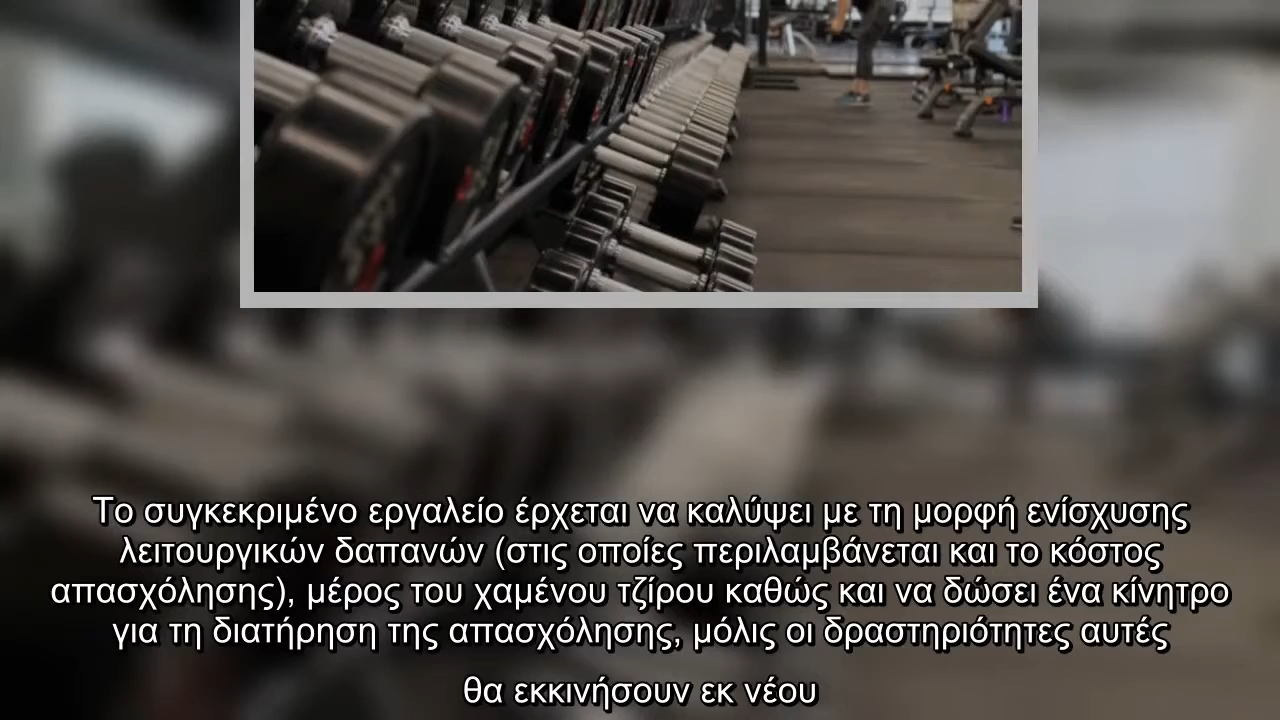 Το συγκεκριμένο εργαλείο έρχεται να καλύψει με τη μορφή ενίσχυσης
λειτουργικών δαπανών (στις οποίες περιλαμβάνεται και το κόστος
απασχόλησης), μέρος του χαμένου τζίρου καθώς και να δώσει ένα κίνητρο
για τη διατήρηση της απασχόλησης, μόλις οι δραστηριότητες αυτές
θα εκκινήσουν εκ νέου